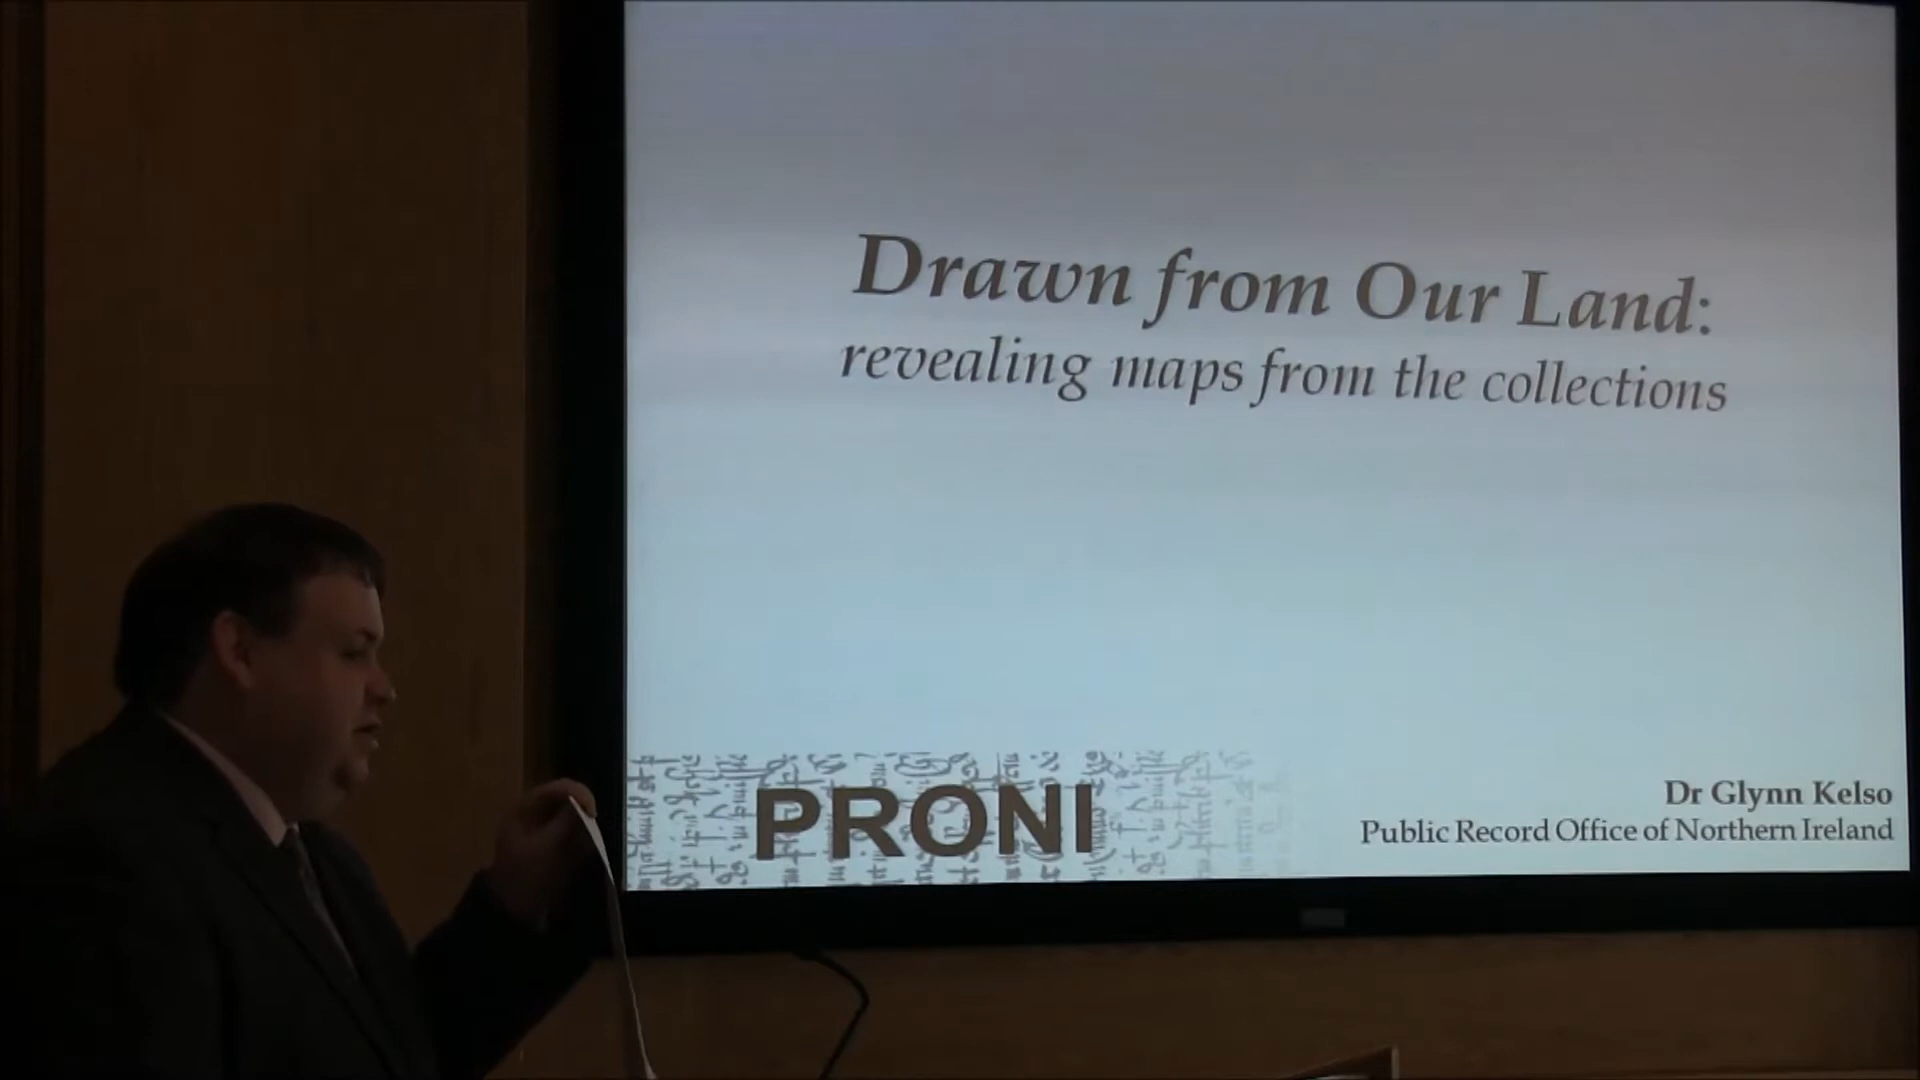 Drawn from Our Land:
revealing maps from the collections
PRONI
Dr Glynn Kelso
Public Record Office of Northern Ireland